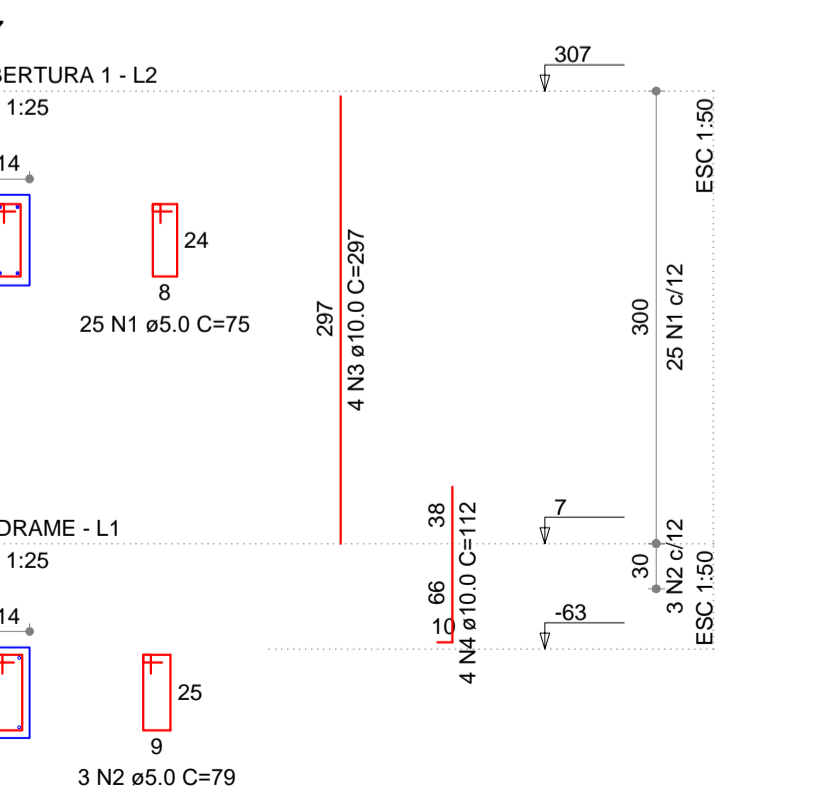 307
BERTURA 1 - L2
1:25
ESC 1:50
14
24
8
25 N1 ø5.0 C=75
297
4 N3 ø10.0 C=297
300
25 N1 c/12
38
66
10
4 N4 ø10.0 C=112
7
DRAME - L1
1:25
30
3 N2 c/12
ESC 1:50
-63
14
25
9
3 N2 ø5.0 C=79